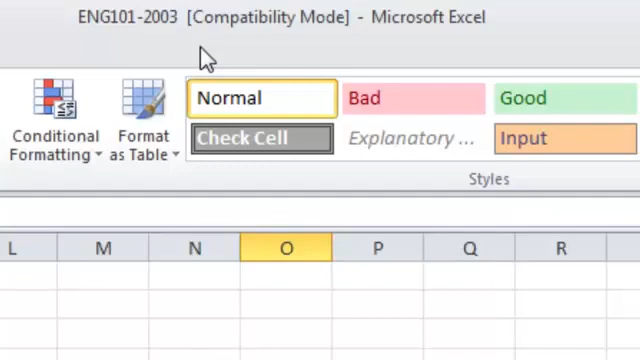 ENG101-2003 [Compatibility Mode] - Microsoft Excel
Conditional
Formatting
Format
as Table
Normal
Bad
Good
Check Cell
Explanatory ...
Input
Styles
L M N O P Q R